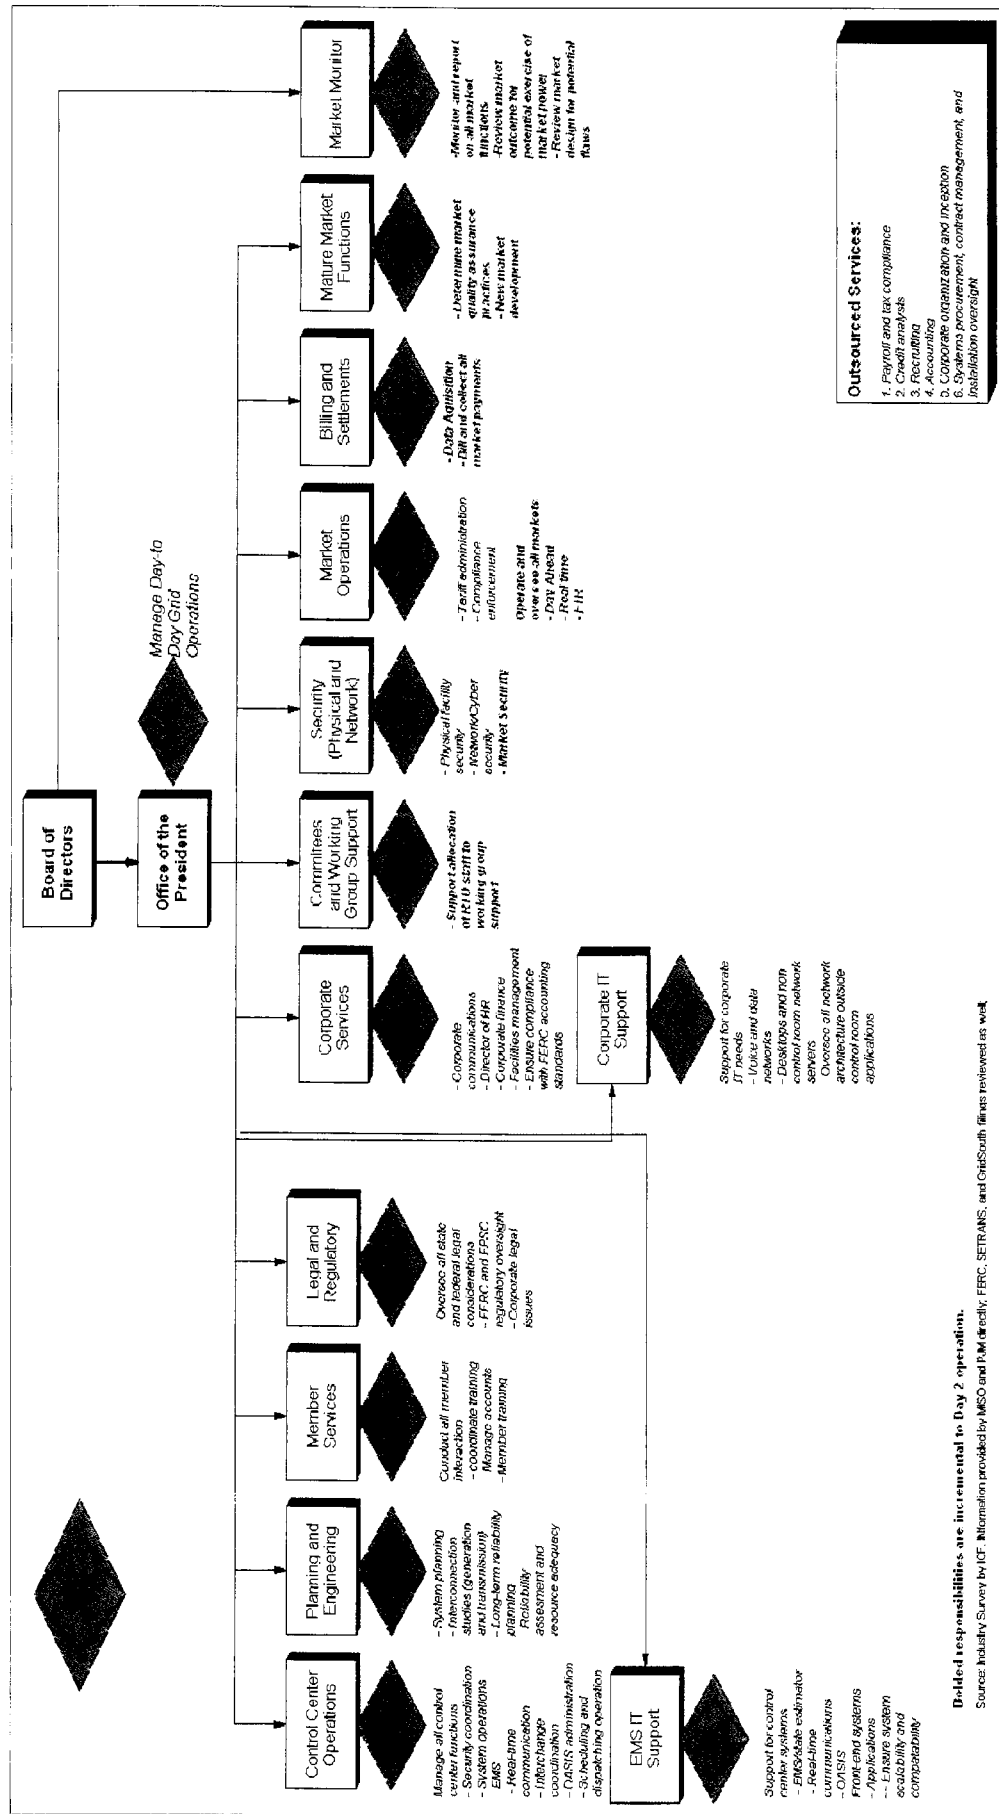 Board of
Directors
Office of the
President
Manage Day-to
Day Grid
Operations
Control Center
Operations
Manage all control
center functions
- Security coordination
- System operations
EMS
- Real-time
communication
- Interchange
coordination
- OASIS administration
- Scheduling and
dispatching operation
Planning and
Engineering
- System planning
- Interconnection
studies (generation
and transmission)
- Long-term reliability
planning
Reliability
assesment and
resource adequacy
Member
Services
Conduct all member
interaction
- coordinate training
Manage accounts
- Member training
Legal and
Regulatory
Oversee all state
and federal legal
considerations
- FERC and FPSC
regulatory oversight
- Corporate legal
issues
Corporate
Services
- Corporate
communications
- Director of HR
- Corporate finance
- Facilities management
- Ensure compliance
with FERC accounting
standards
Commitees
and Working
Group Support
- Support allocation
of RTO staff to
working group
support
Security
(Physical and
Network)
- Physical facility
security
- Network/Cyber
security
- Market security
Market
Operations
- Tariff administration
- Compliance
enforcement
Operate and
oversee all markets
- Day Ahead
- Real time
- FTR
Billing and
Settlements
- Data Aquisition
- Bill and collect all
market payments
Mature Market
Functions
- Determine market
quality assurance
practices
- New market
development
Market Monitor
-Monitor and report
on all market
functions
-Review market
outcome for
potential exercise of
market power
- Review market
design for potential
flaws
EMS IT
Support
Support for control
center systems
- EMS/state estimator
- Real-time
communications
- OASIS
Front-end systems
- Applications
-- Ensure system
scalability and
compatability
Corporate IT
Support
Support for corporate
IT needs
- Voice and data
networks
- Desktops and non
control room network
servers
Oversee all network
architecture outside
control room
applications
Outsourced Services:
1. Payroll and tax compliance
2. Credit analysis
3. Recruiting
4. Accounting
5. Corporate organization and inception
6. Systems procurement, contract management, and
installation oversight
Bolded responsibilities are incremental to Day 2 operation.
Source: Industry Survey by ICF. Information provided by MISO and PJM directly; FERC, SETRANS, and GridSouth filings reviewed as well.